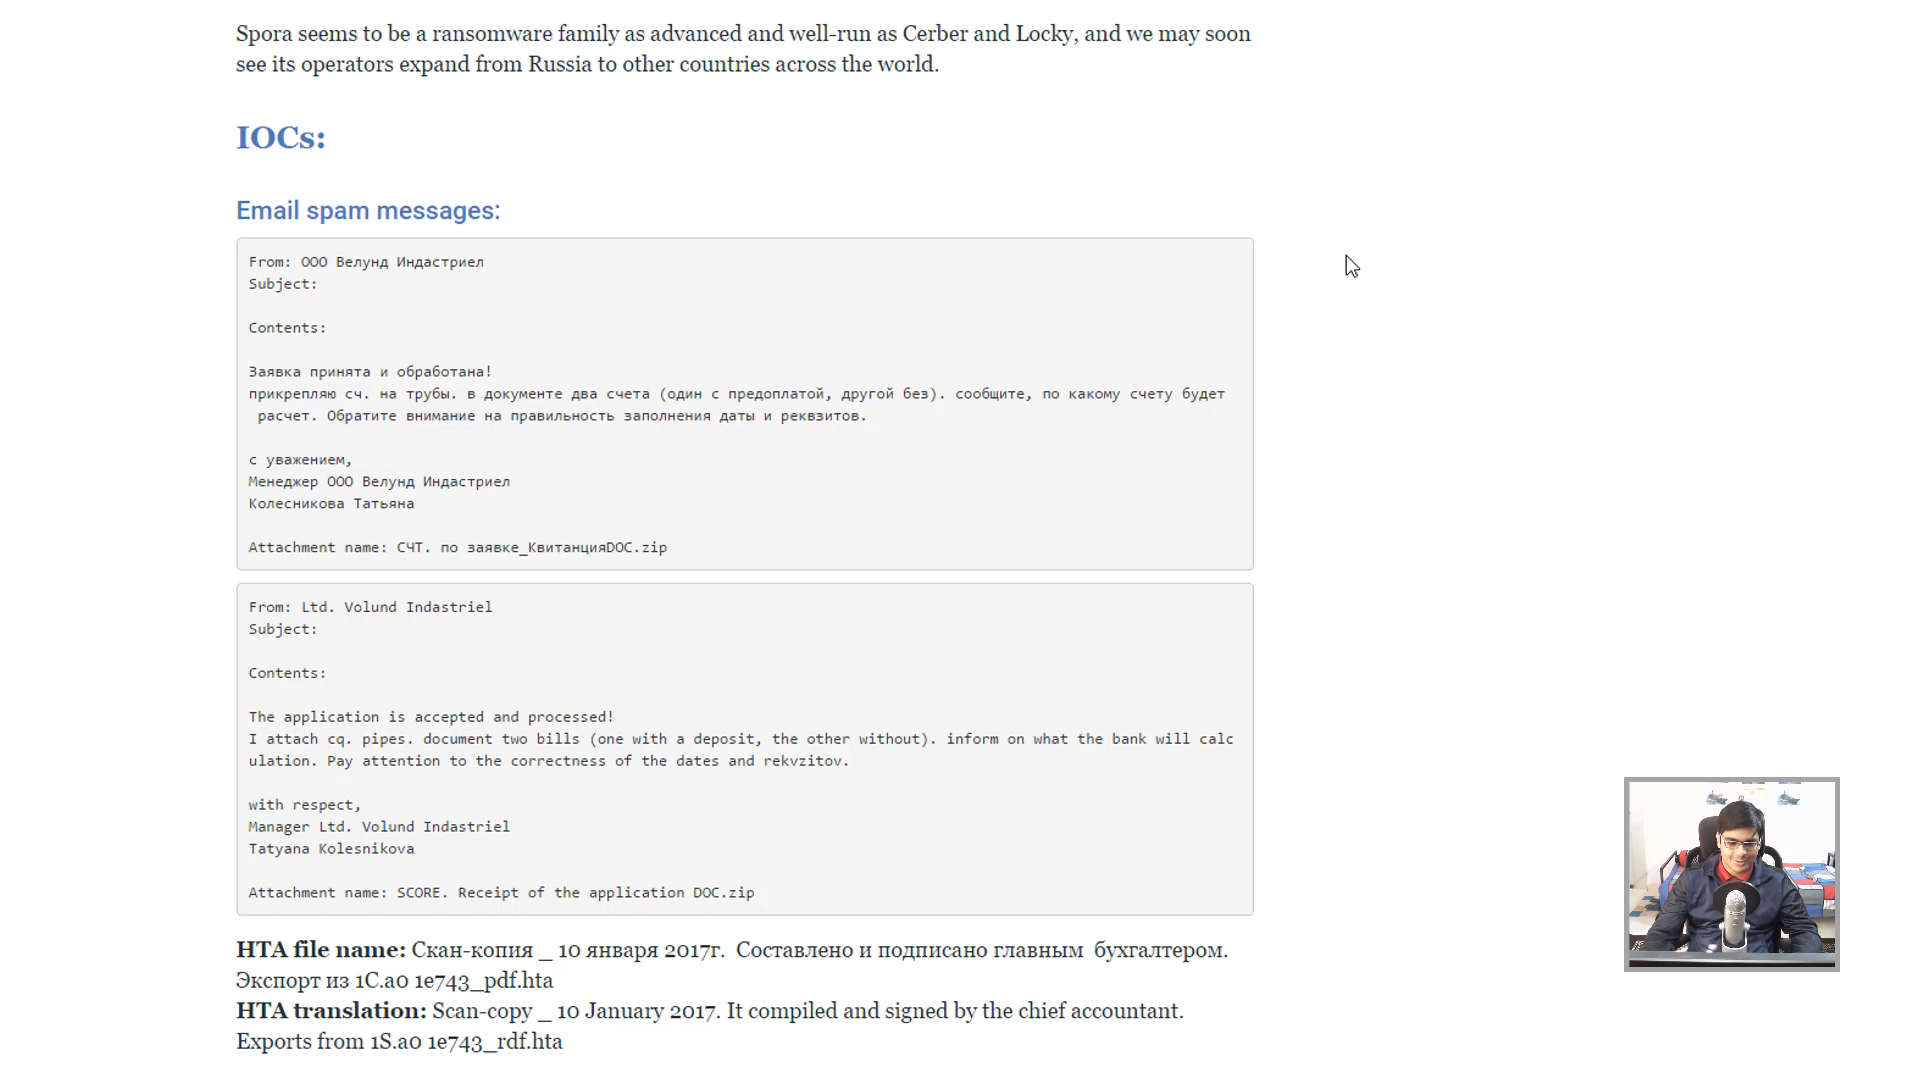 Spora seems to be a ransomware family as advanced and well-run as Cerber and Locky, and we may soon
see its operators expand from Russia to other countries across the world.
IOCs:
Email spam messages:
From: ООО Велунд Индастриел
Subject:
Contents:
Заявка принята и обработана!
прикрепляю сч. на трубы. в документе два счета (один с предоплатой, другой без). сообщите, по какому счету будет
расчет. Обратите внимание на правильность заполнения даты и реквзитов.
с уважением,
Менеджер ООО Велунд Индастриел
Колесникова Татьяна
Attachment name: СЧТ. по заявке_КвитанцияDOC.zip
From: Ltd. Volund Indastriel
Subject:
Contents:
The application is accepted and processed!
I attach cq. pipes. document two bills (one with a deposit, the other without). inform on what the bank will calc
ulation. Pay attention to the correctness of the dates and rekvzitov.
with respect,
Manager Ltd. Volund Indastriel
Tatyana Kolesnikova
Attachment name: SCORE. Receipt of the application DOC.zip
HTA file name: Скан-копия _ 10 января 2017г. Составлено и подписано главным бухгалтером.
Экспорт из 1С.a0 1e743_pdf.hta
HTA translation: Scan-copy _ 10 January 2017. It compiled and signed by the chief accountant.
Exports from 1S.a0 1e743_rdf.hta